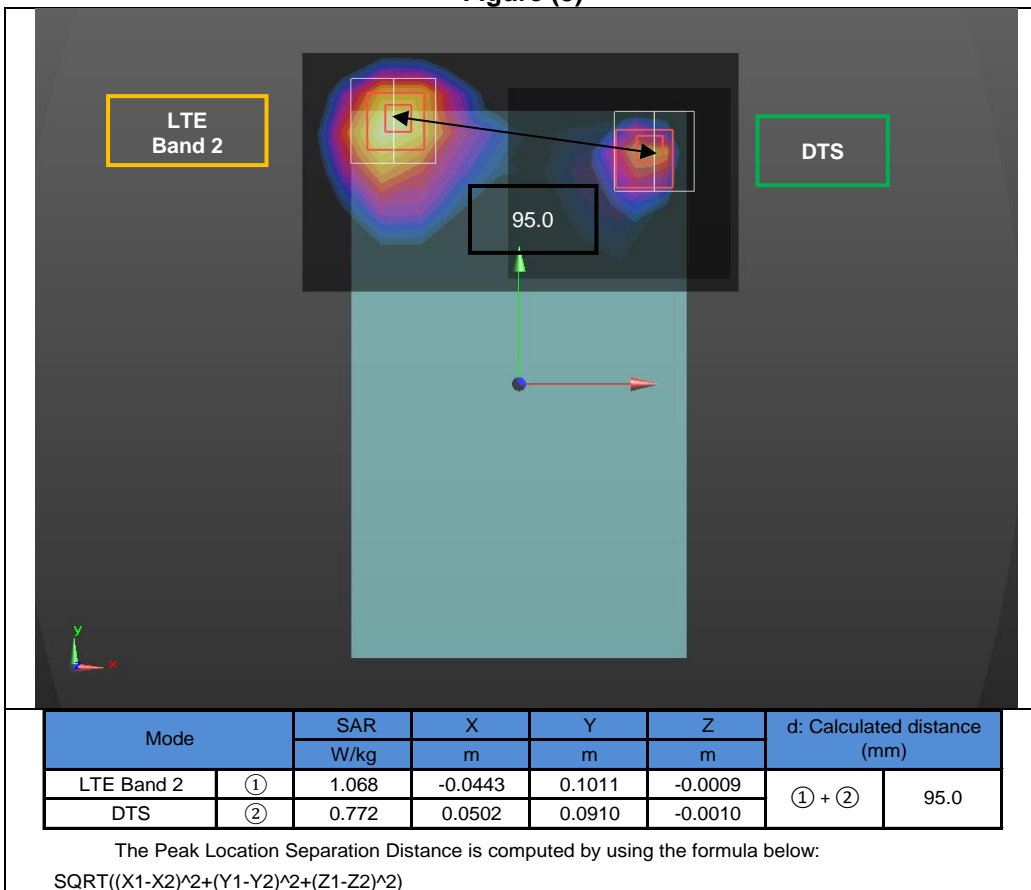 LTE
Band 2
DTS
95.0
y
z x
Mode SAR X Y Z d: Calculated distance
W/kg m m m (mm)
LTE Band 2 ① 1.068 -0.0443 0.1011 -0.0009 ① + ② 95.0
DTS ② 0.772 0.0502 0.0910 -0.0010
The Peak Location Separation Distance is computed by using the formula below:
SQRT((X1-X2)^2+(Y1-Y2)^2+(Z1-Z2)^2)